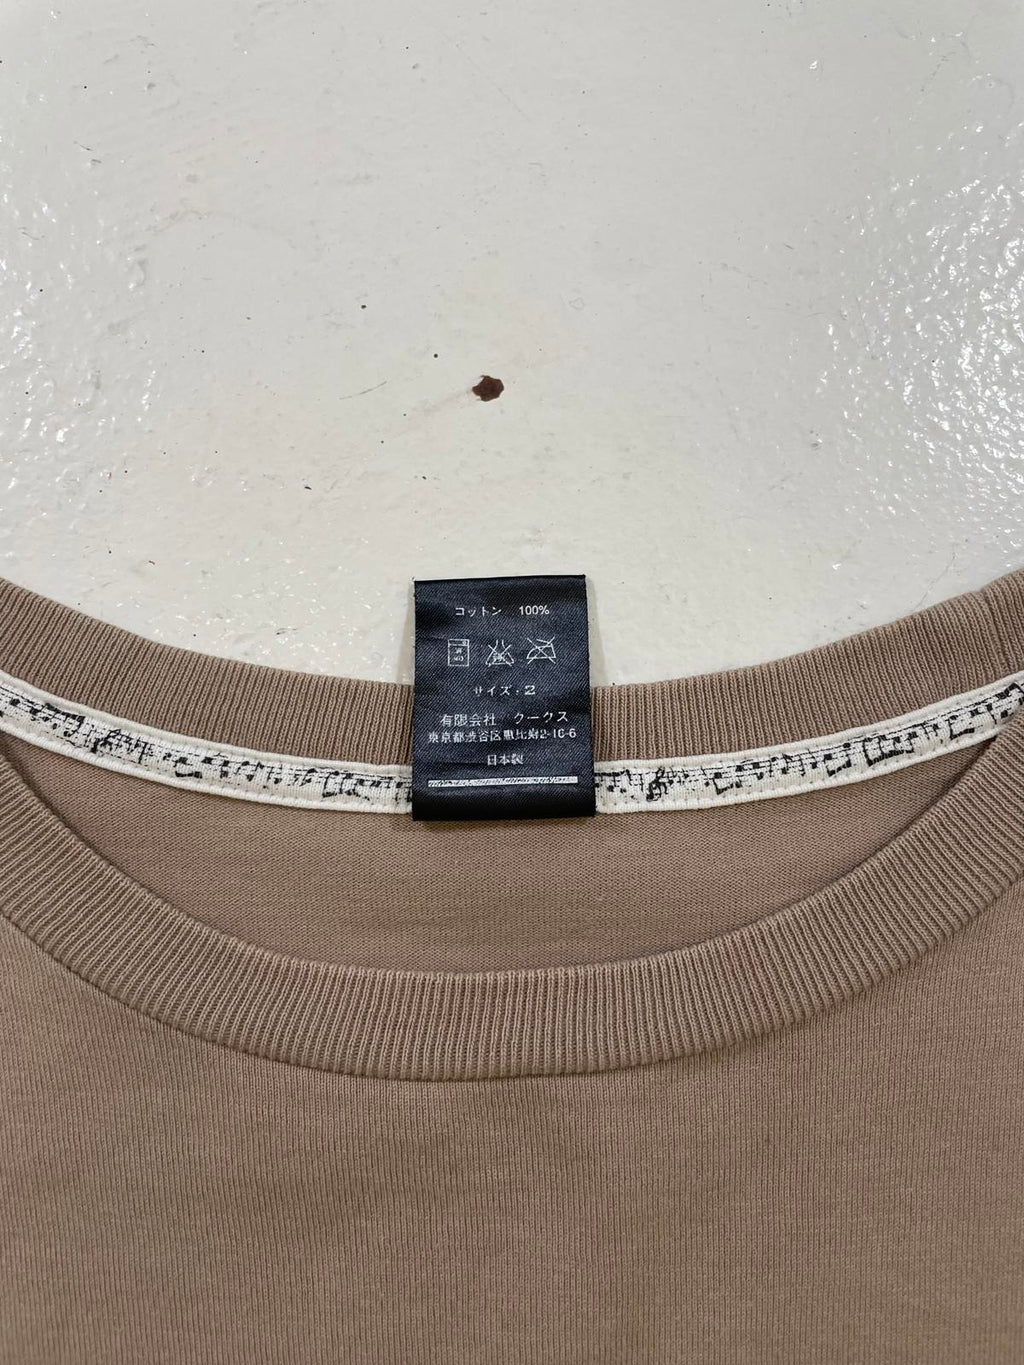 コットン 100%
サイズ：2
有限会社 クークス
東京都渋谷区恵比寿2-16-6
日本製